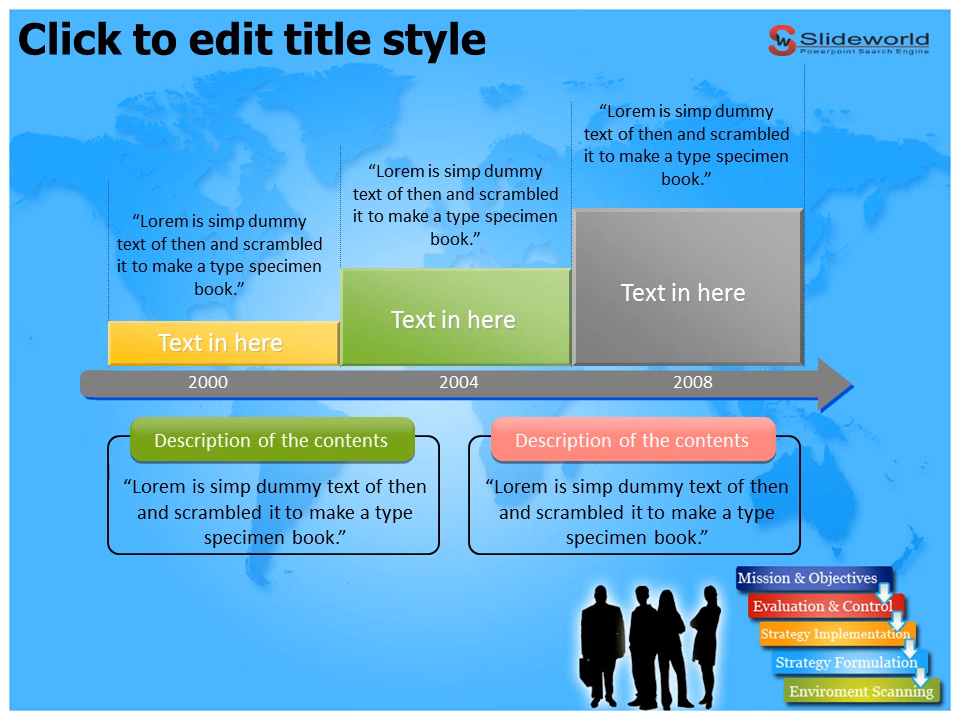 Click to edit title style
SW Slideworld
Powerpoint Search Engine
“Lorem is simp dummy
text of then and scrambled
it to make a type specimen
book.”
“Lorem is simp dummy
text of then and scrambled
it to make a type specimen
book.”
“Lorem is simp dummy
text of then and scrambled
it to make a type specimen
book.”
Text in here
Text in here
Text in here
2000
2004
2008
Description of the contents
“Lorem is simp dummy text of then
and scrambled it to make a type
specimen book.”
Description of the contents
“Lorem is simp dummy text of then
and scrambled it to make a type
specimen book.”
Mission & Objectives
Evaluation & Control
Strategy Implementation
Strategy Formulation
Enviroment Scanning